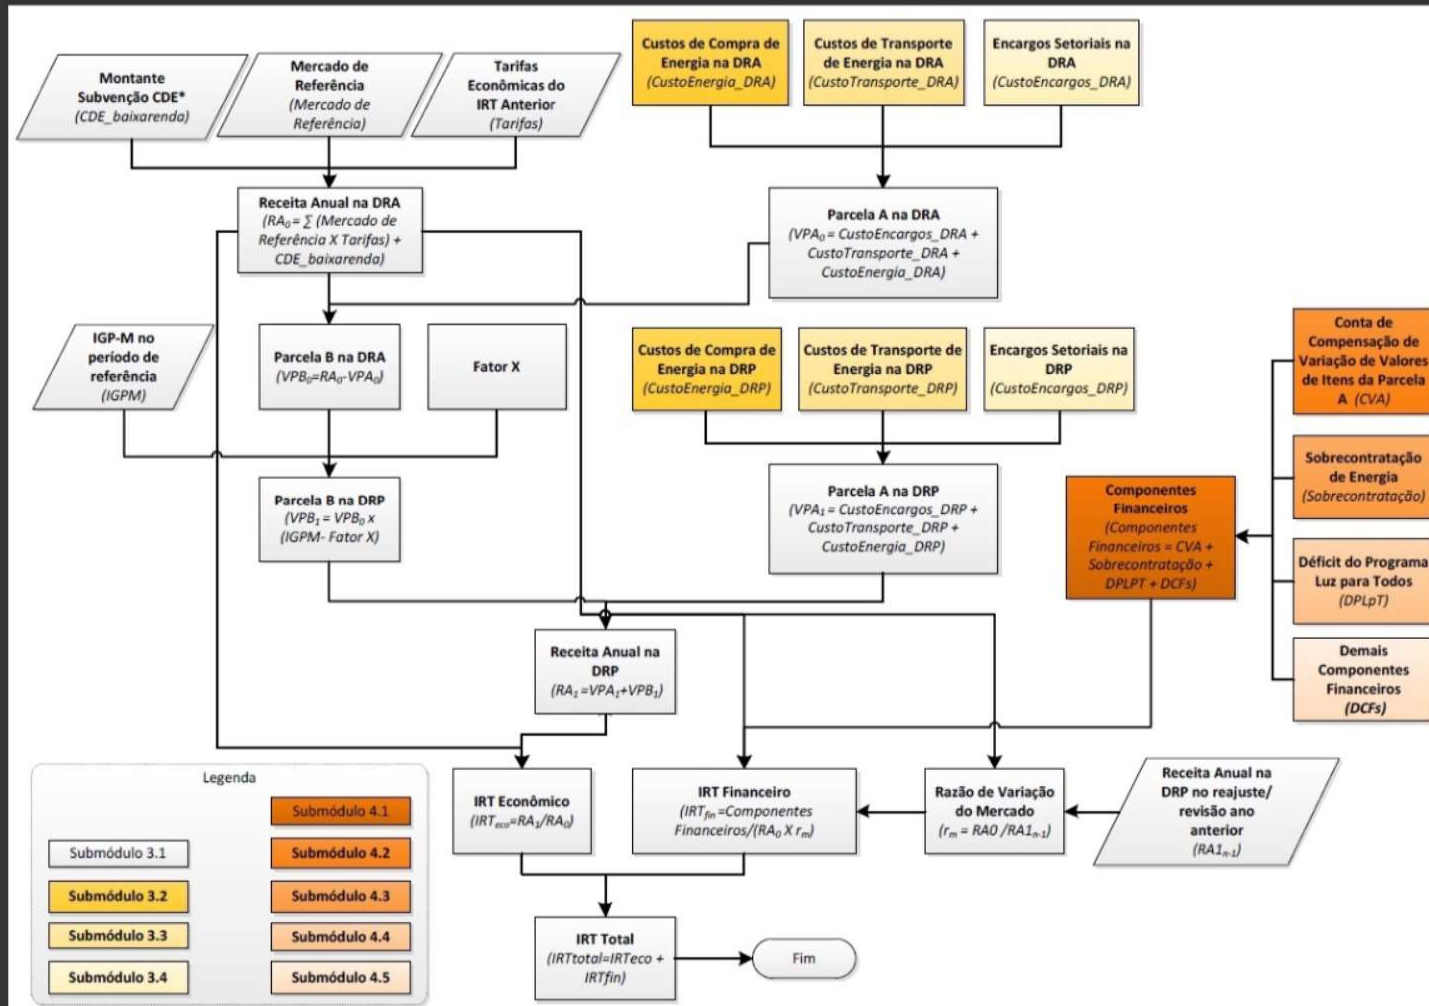 Montante
Subvenção CDE*
(CDE_baixarenda)
Mercado de
Referência
(Mercado de
Referência)
Tarifas
Econômicas do
IRT Anterior
(Tarifas)
Custos de Compra de
Energia na DRA
(CustoEnergia_DRA)
Custos de Transporte
de Energia na DRA
(CustoTransporte_DRA)
Encargos Setoriais na
DRA
(CustoEncargos_DRA)
Receita Anual na DRA
(RA₀= ∑ (Mercado de
Referência X Tarifas) +
CDE_baixarenda)
Parcela A na DRA
(VPA₀ = CustoEncargos_DRA +
CustoTransporte_DRA +
CustoEnergia_DRA)
IGP-M no
período de
referência
(IGPM)
Parcela B na DRA
(VPB₀=RA₀-VPA₀)
Fator X
Custos de Compra de
Energia na DRP
(CustoEnergia_DRP)
Custos de Transporte de
Energia na DRP
(CustoTransporte_DRP)
Encargos Setoriais na
DRP
(CustoEncargos_DRP)
Conta de
Compensação de
Variação de Valores
de Itens da Parcela
A (CVA)
Parcela B na DRP
(VPB₁ = VPB₀ x
(IGPM- Fator X)
Parcela A na DRP
(VPA₁ = CustoEncargos_DRP +
CustoTransporte_DRP +
CustoEnergia_DRP)
Componentes
Financeiros
(Componentes
Financeiros = CVA +
Sobrecontratação +
DPLPT + DCFs)
Sobrecontratação
de Energia
(Sobrecontratação)
Déficit do Programa
Luz para Todos
(DPLpT)
Demais
Componentes
Financeiros
(DCFs)
Receita Anual na
DRP
(RA₁ =VPA₁+VPB₁)
IRT Econômico
(IRTeco=RA₁/RA₀)
IRT Financeiro
(IRTfin=Componentes
Financeiros/(RA₀ X rm)
Razão de Variação
do Mercado
(rm = RA0 /RA1n-1)
Receita Anual na
DRP no reajuste/
revisão ano
anterior
(RA1n-1)
IRT Total
(IRTtotal=IRTeco +
IRTfin)
Fim
Legenda
Submódulo 3.1
Submódulo 3.2
Submódulo 3.3
Submódulo 3.4
Submódulo 4.1
Submódulo 4.2
Submódulo 4.3
Submódulo 4.4
Submódulo 4.5